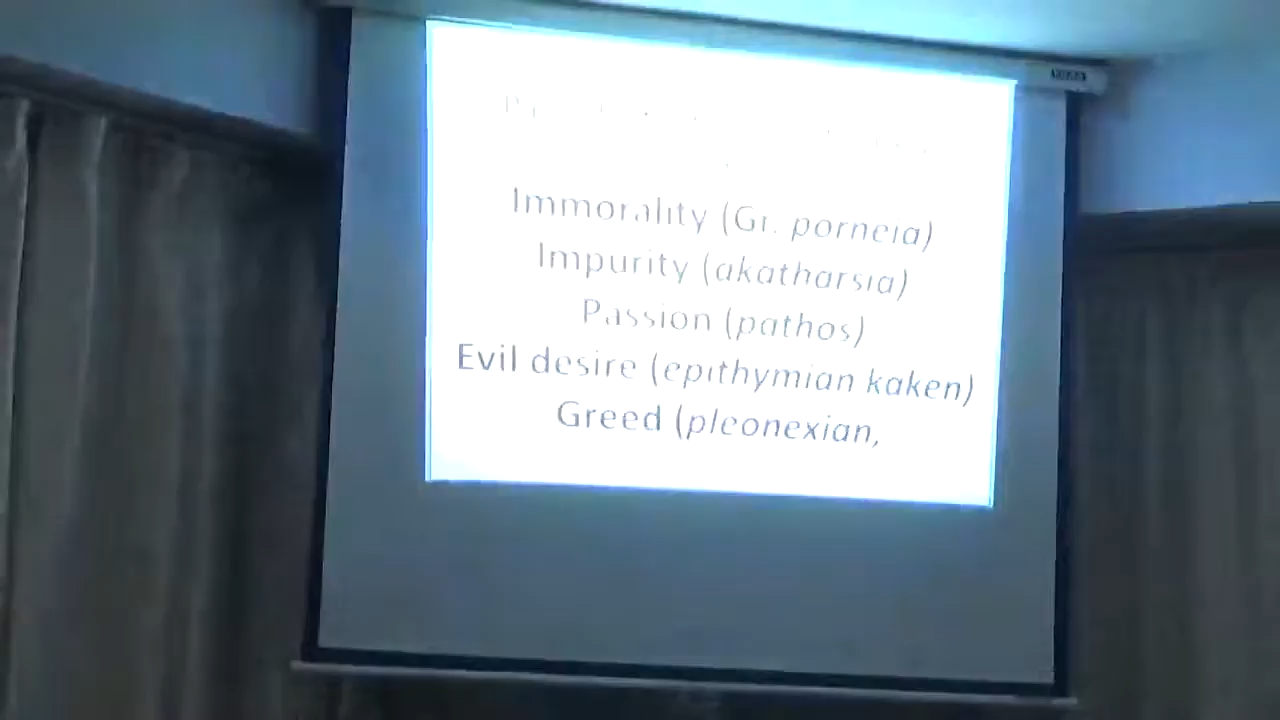 Immorality (Gr. porneia)
Impurity (akatharsia)
Passion (pathos)
Evil desire (epithymian kaken)
Greed (pleonexian,